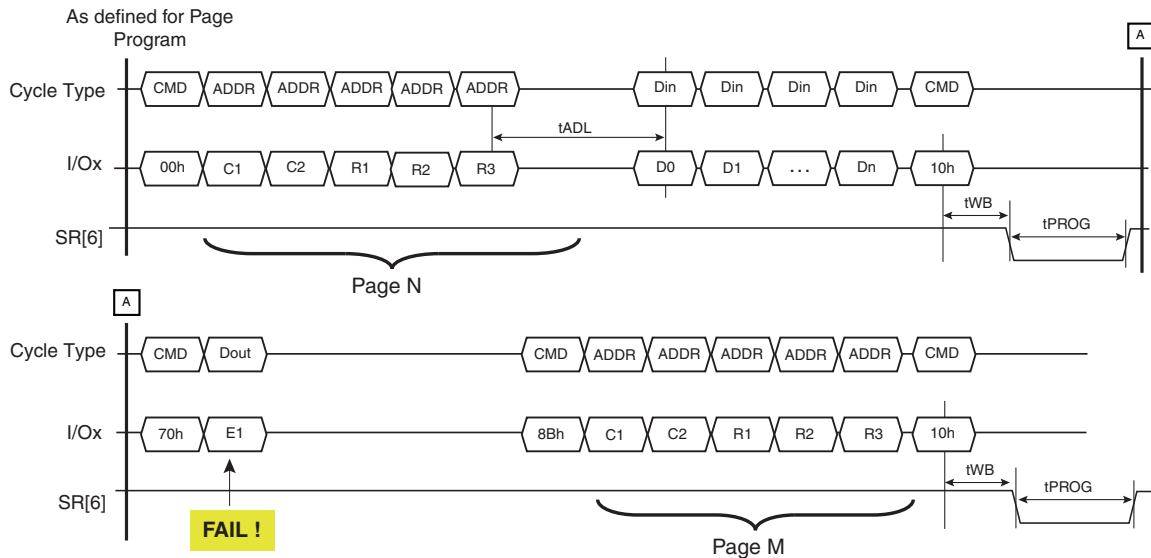 As defined for Page
Program
A
Cycle Type CMD ADDR ADDR ADDR ADDR ADDR Din Din Din Din CMD
tADL
I/Ox 00h C1 C2 R1 R2 R3 D0 D1 ... Dn 10h
tWB
tPROG
SR[6]
Page N
A
Cycle Type CMD Dout CMD ADDR ADDR ADDR ADDR ADDR CMD
I/Ox 70h E1 8Bh C1 C2 R1 R2 R3 10h
tWB
tPROG
SR[6]
FAIL !
Page M